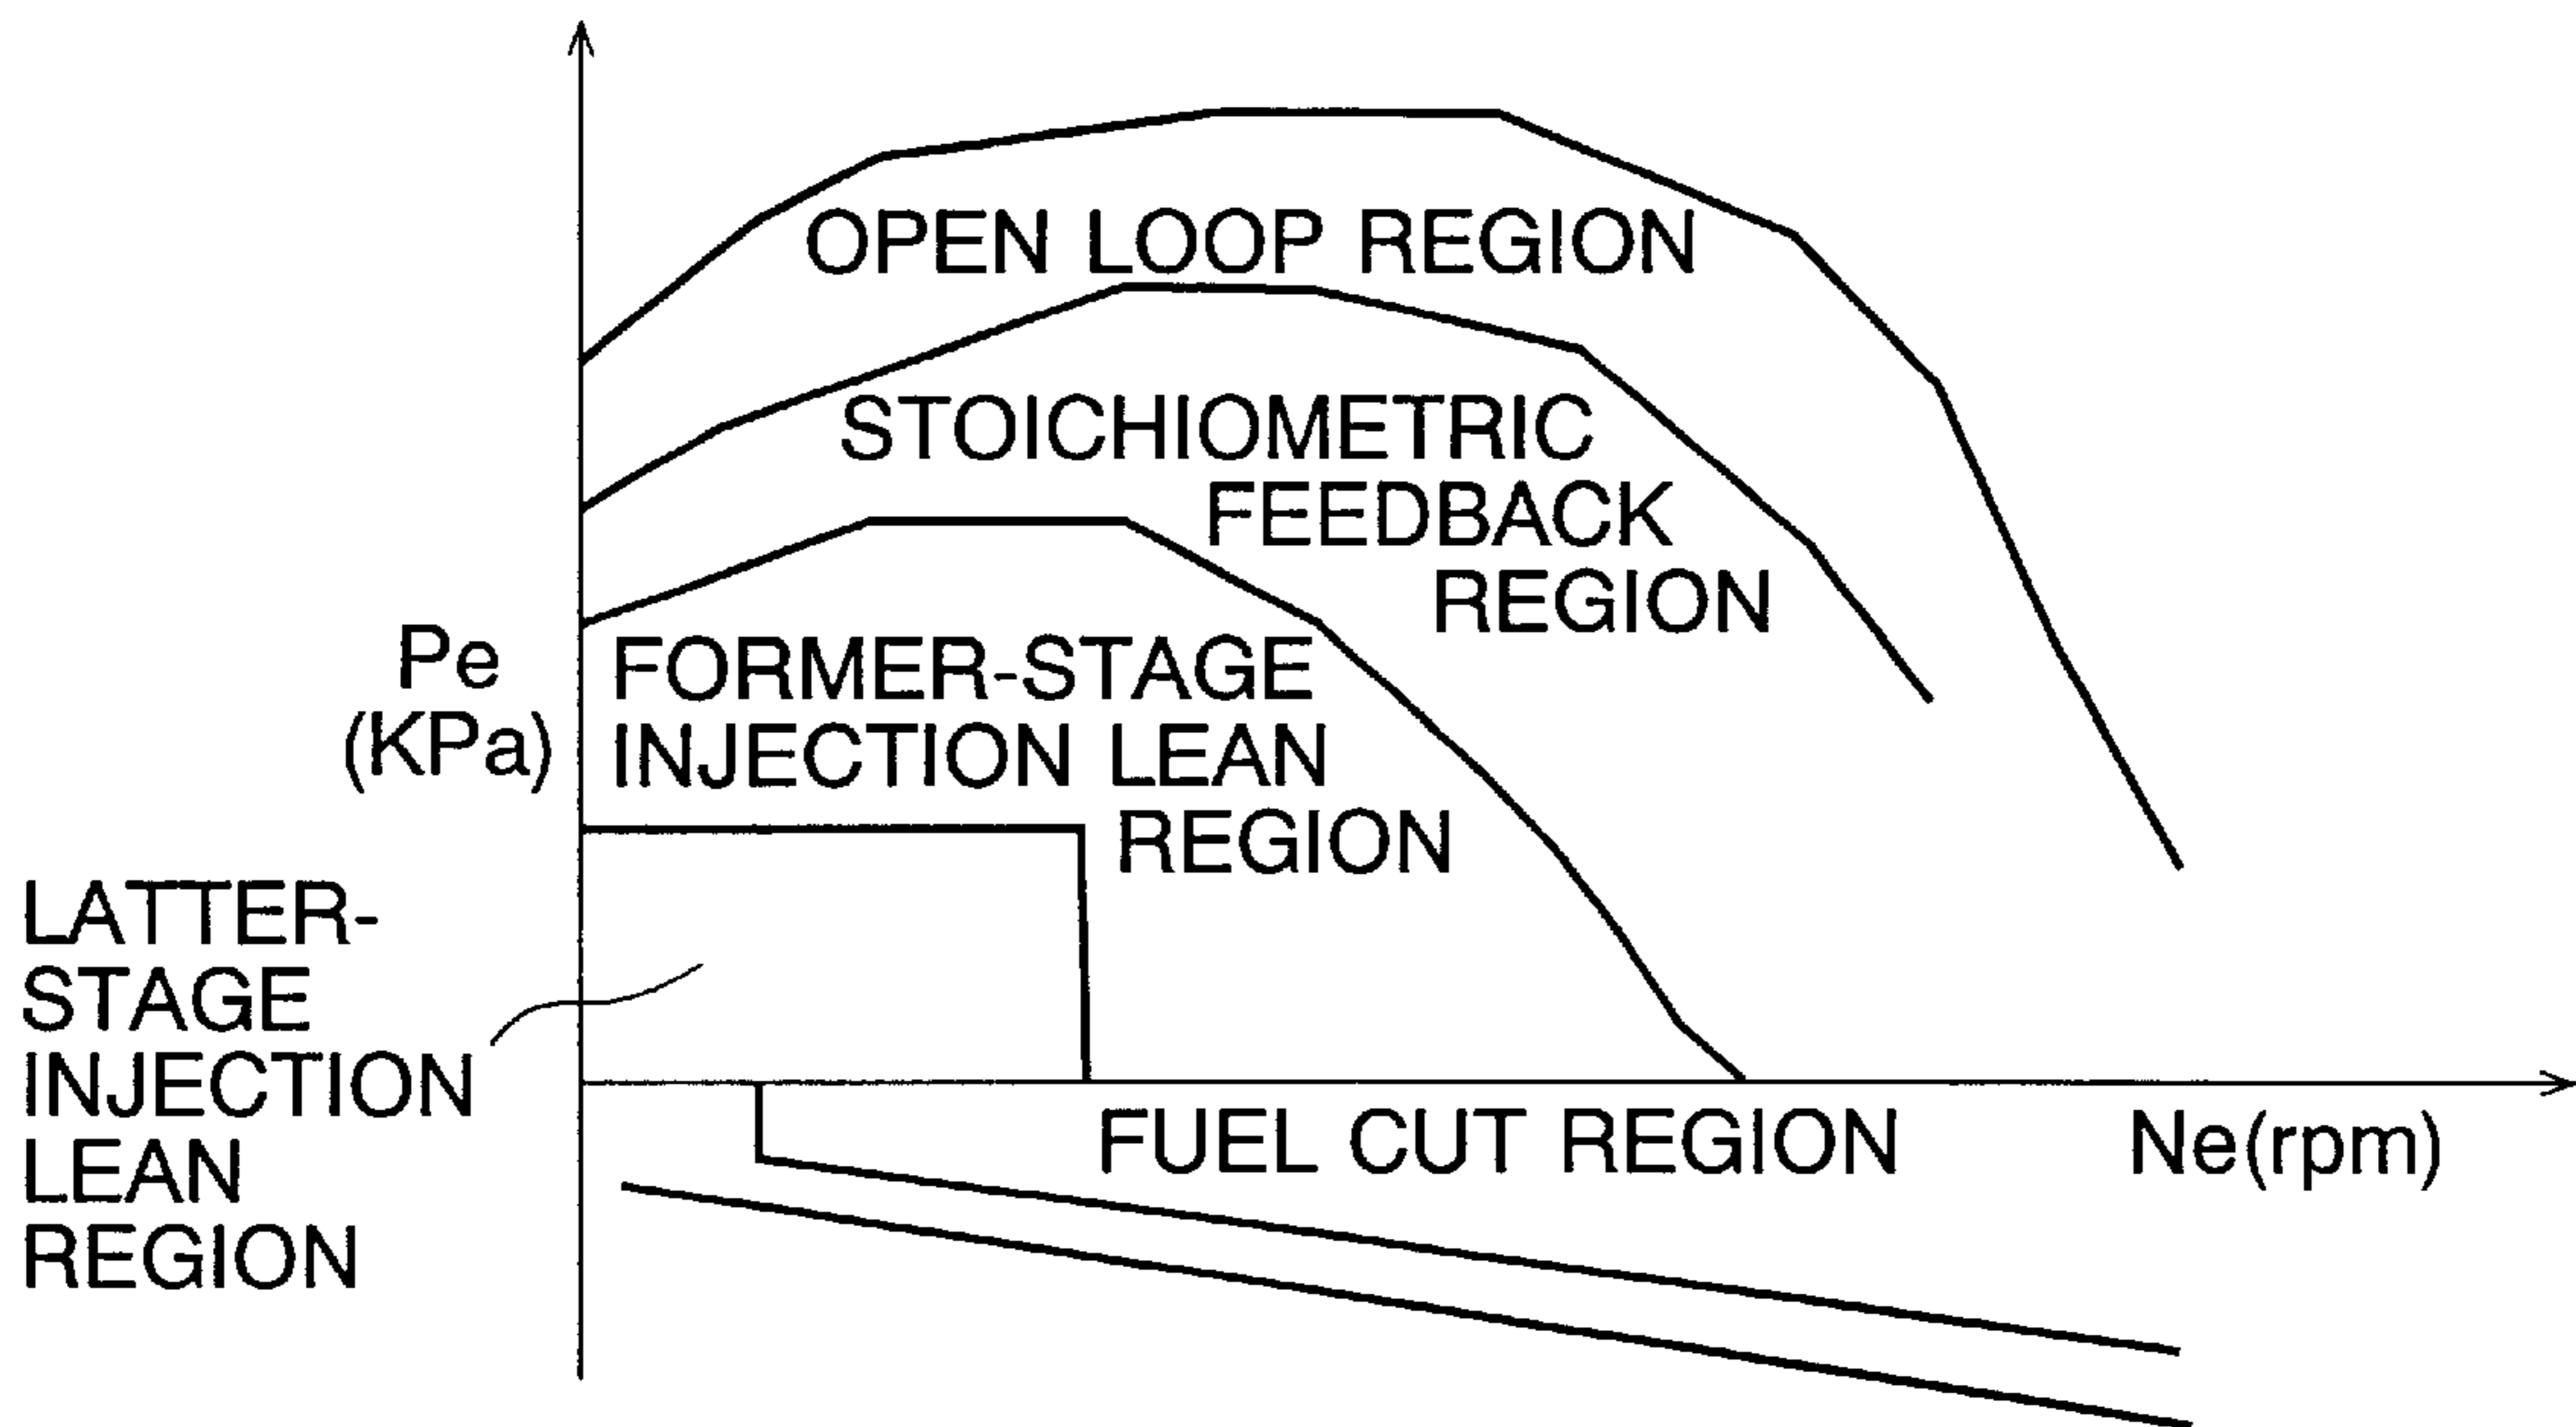 OPEN LOOP REGION
STOICHIOMETRIC
FEEDBACK
REGION
Pe
(KPa)
FORMER-STAGE
INJECTION LEAN
REGION
LATTER-
STAGE
INJECTION
LEAN
REGION
FUEL CUT REGION
Ne(rpm)